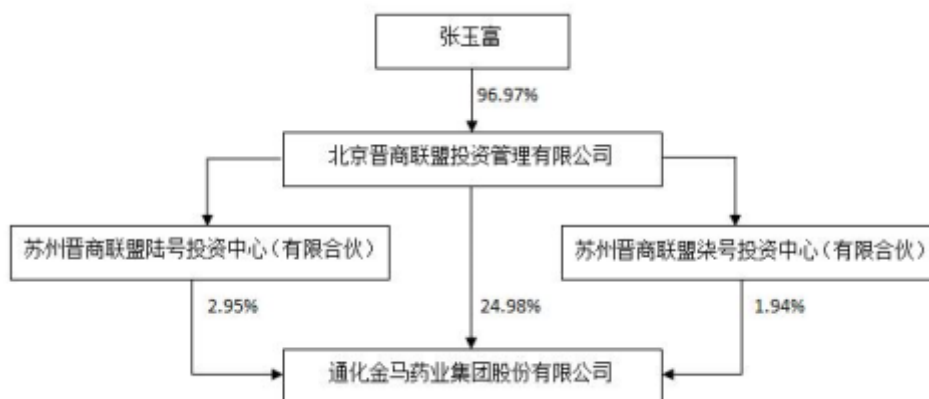 张玉富
96.97%
北京晋商联盟投资管理有限公司
苏州晋商联盟陆号投资中心（有限合伙）
苏州晋商联盟柒号投资中心（有限合伙）
2.95%
24.98%
1.94%
通化金马药业集团股份有限公司